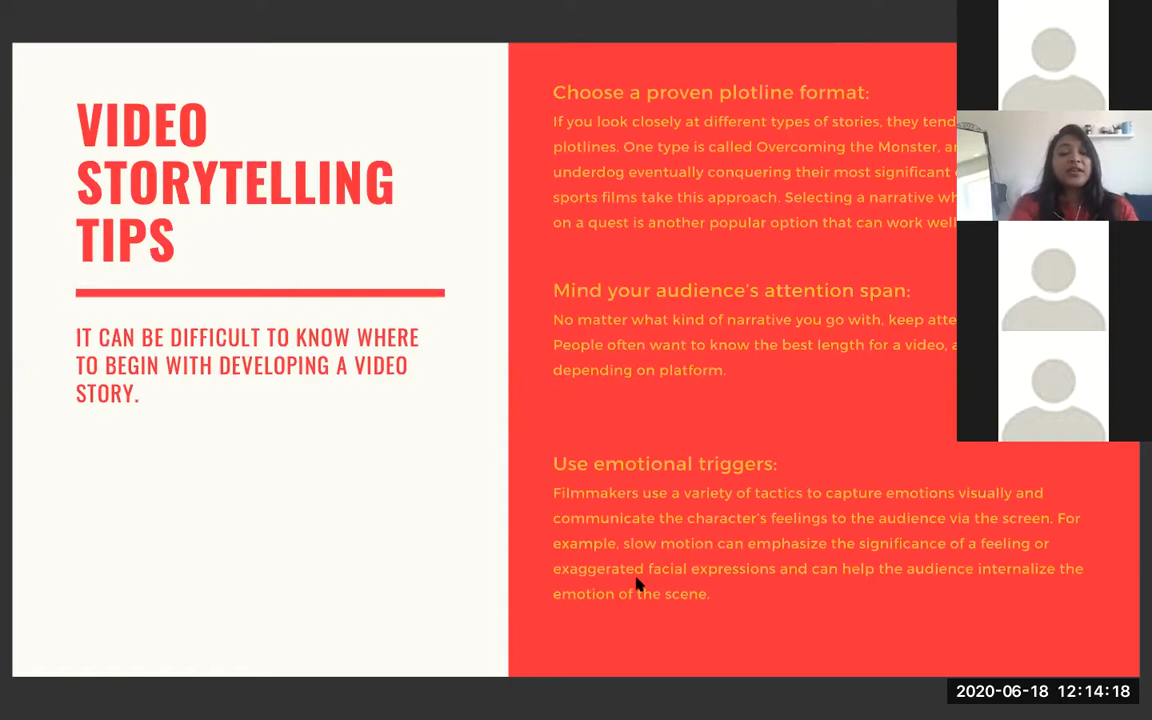 VIDEO
STORYTELLING
TIPS
IT CAN BE DIFFICULT TO KNOW WHERE
TO BEGIN WITH DEVELOPING A VIDEO
STORY.
Choose a proven plotline format:
If you look closely at different types of stories, they tend
plotlines. One type is called Overcoming the Monster,
underdog eventually conquering their most significant
sports films take this approach. Selecting a narrative
on a quest is another popular option that can work well
Mind your audience's attention span:
No matter what kind of narrative you go with, keep
People often want to know the best length for a video,
depending on platform.
Use emotional triggers:
Filmmakers use a variety of tactics to capture emotions visually and
communicate the character's feelings to the audience via the screen. For
example, slow motion can emphasize the significance of a feeling or
exaggerated facial expressions and can help the audience internalize the
emotion of the scene.
2020-06-18 12:14:18